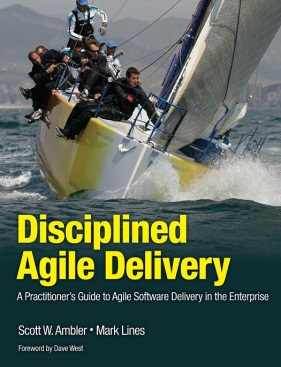 Disciplined
Agile Delivery
A Practitioner's Guide to Agile Software Delivery in the Enterprise
Scott W. Ambler • Mark Lines
Foreword by Dave West